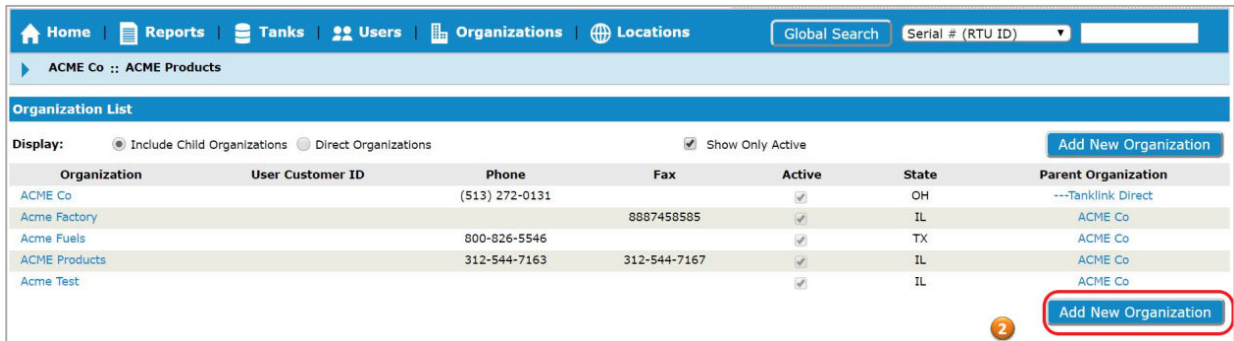 Home | Reports | Tanks | Users | Organizations | Locations Global Search Serial # (RTU ID)
ACME Co :: ACME Products
Organization List
Display: Include Child Organizations Direct Organizations Show Only Active Add New Organization
Organization User Customer ID Phone Fax Active State Parent Organization
ACME Co (513) 272-0131 OH ---Tanklink Direct
Acme Factory 8887458585 IL ACME Co
Acme Fuels 800-826-5546 TX ACME Co
ACME Products 312-544-7163 312-544-7167 IL ACME Co
Acme Test IL ACME Co
Add New Organization
2